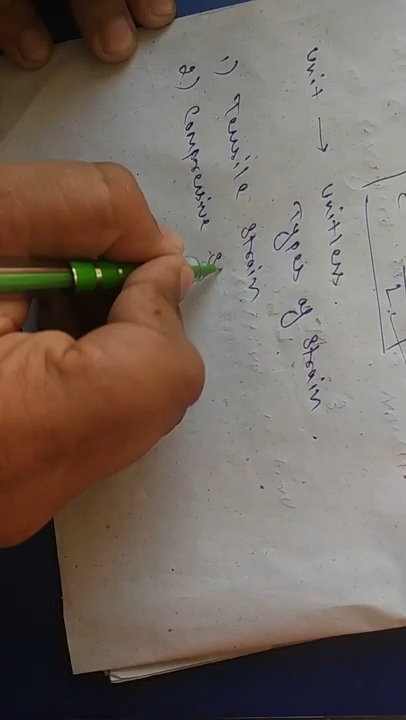 unit → unitless.
Types of strain
1) Tensile strain
2) Compressive s